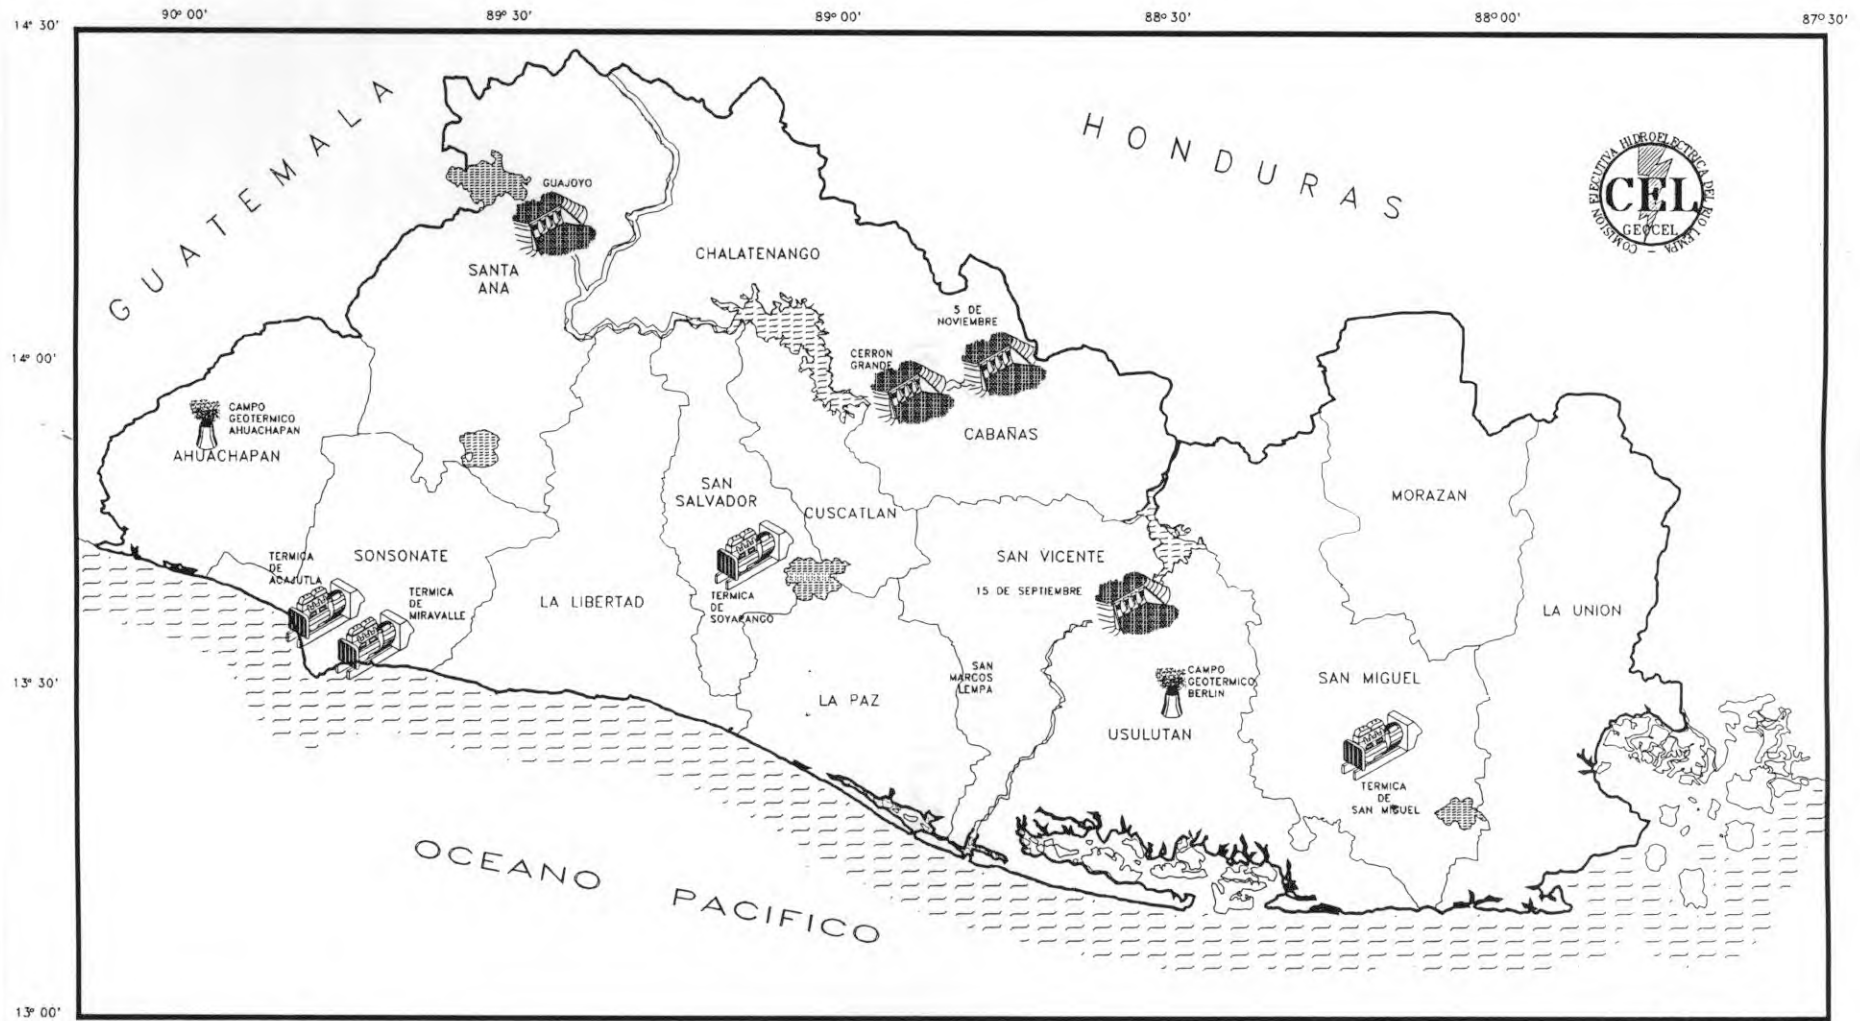 90° 00'
89° 30'
89° 00'
88° 30'
88° 00'
87° 30'
14° 30'
GUATEMALA
HONDURAS
COMISION EJECUTIVA HIDROELECTRICA DEL RIO LEMPA
CEL
GEOCEL
GUAJOYO
CHALATENANGO
SANTA
ANA
5 DE
NOVIEMBRE
14° 00'
CERRON
GRANDE
CAMPO
GEOTERMICO
AHUACHAPAN
AHUACHAPAN
CABAÑAS
SAN
SALVADOR
CUSCATLAN
MORAZAN
TERMICA
DE
ACAJUTLA
SONSONATE
SAN VICENTE
TERMICA
DE
MIRAVALLE
LA LIBERTAD
TERMICA
DE
SOYAPANGO
15 DE SEPTIEMBRE
LA UNION
13° 30'
SAN
MARCOS
LEMPA
CAMPO
GEOTERMICO
BERLIN
SAN MIGUEL
LA PAZ
USULUTAN
TERMICA
DE
SAN MIGUEL
OCEANO PACIFICO
13° 00'